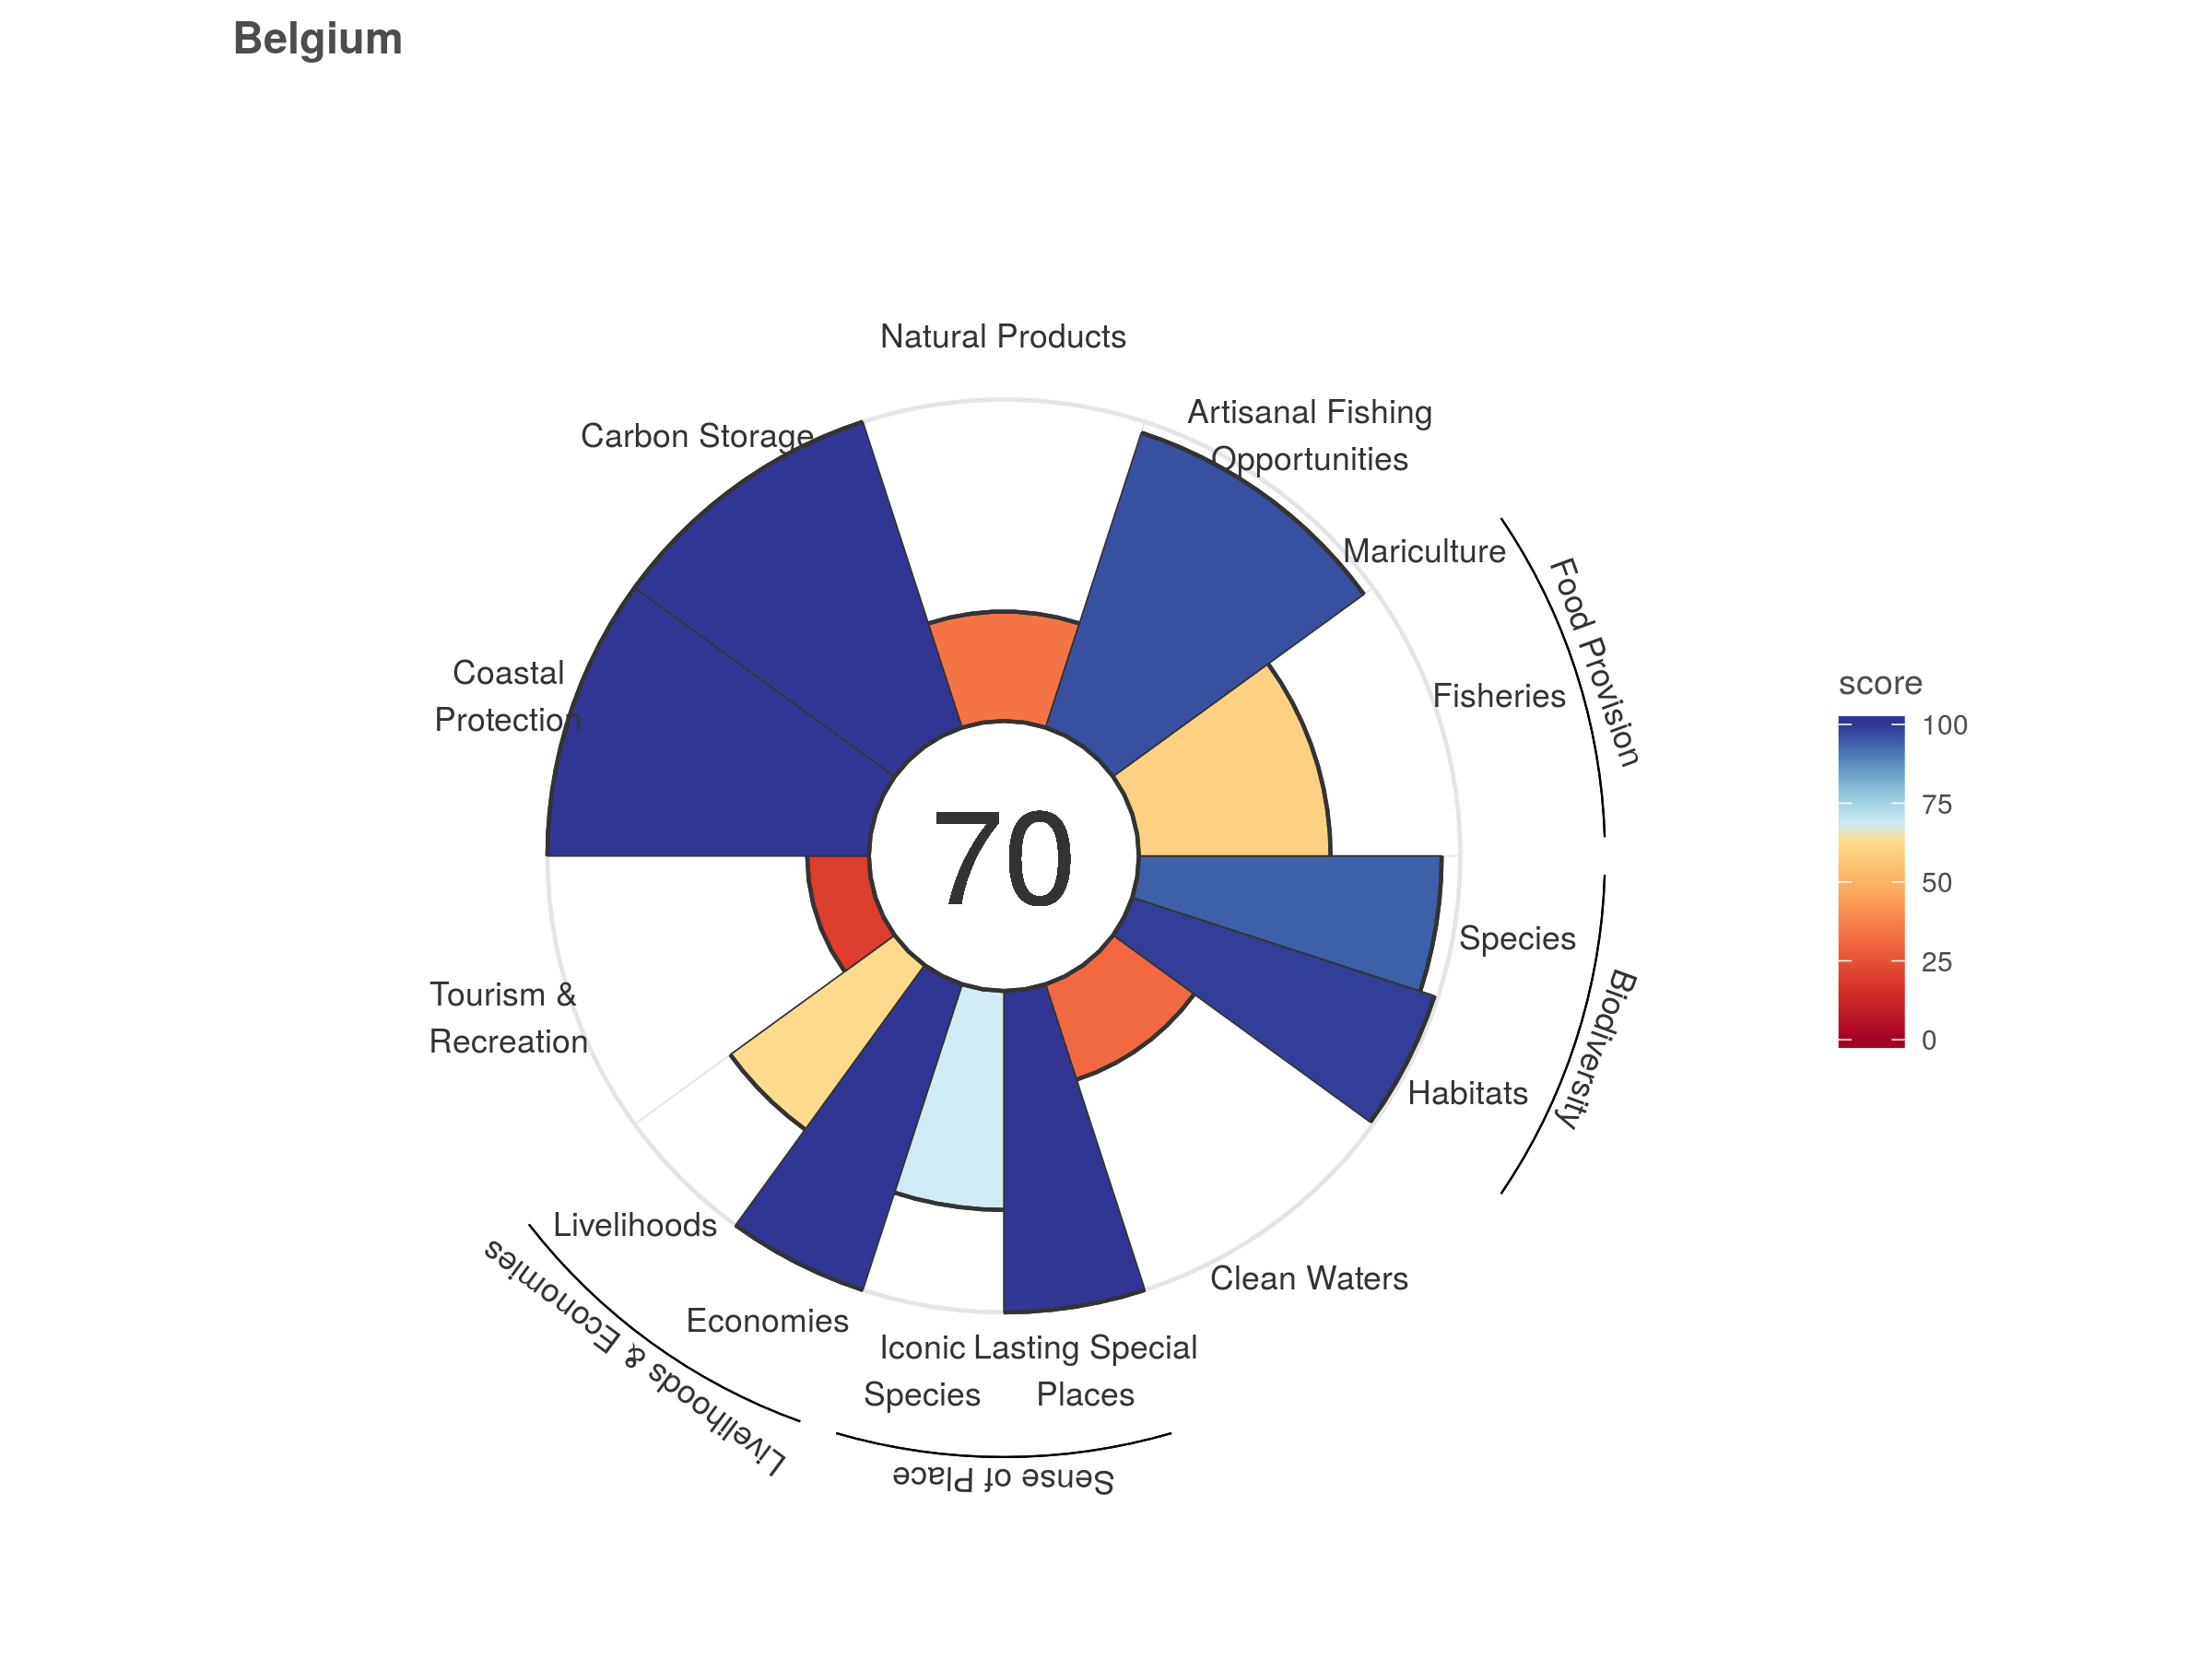 Belgium
Natural Products
Artisanal Fishing
Opportunities
Carbon Storage
Mariculture
Food Provision
Fisheries
Coastal
Protection
score
100
75
50
25
0
70
Species
Biodiversity
Habitats
Tourism &
Recreation
Livelihoods
Clean Waters
Economies
Livelihoods & Economies
Iconic
Species
Lasting Special
Places
Sense of Place